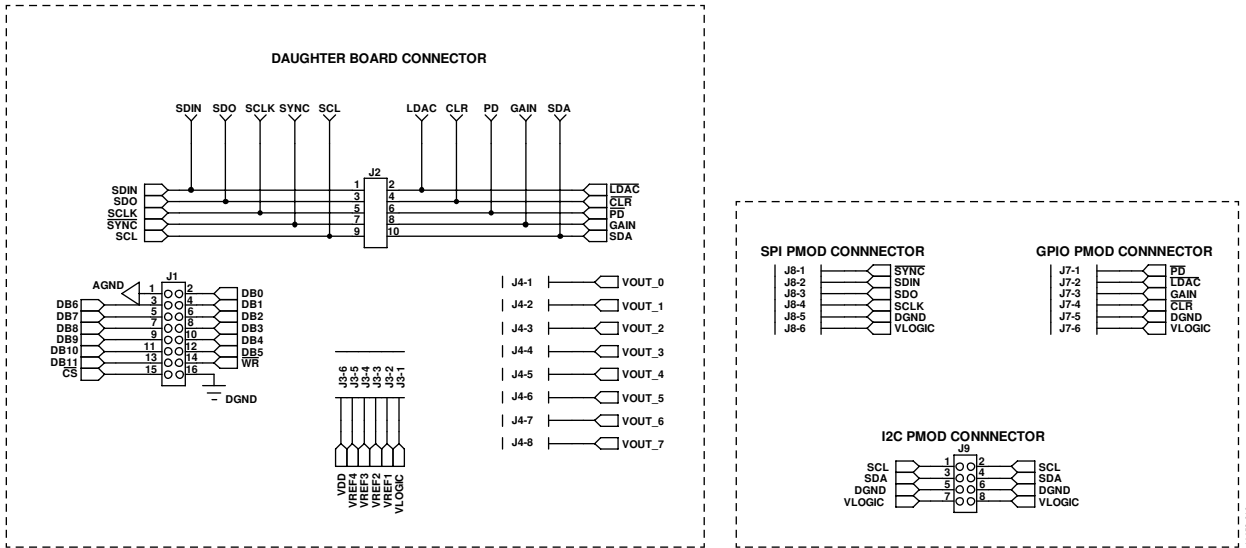 DAUGHTER BOARD CONNECTOR
SDIN SDO SCLK SYNC SCL
LDAC CLR PD GAIN SDA
J2
SDIN 1 2 LDAC
SDO 3 4 CLR
SCLK 5 6 PD
SYNC 7 8 GAIN
SCL 9 10 SDA
J1
AGND 1 2 DB0
DB6 3 4 DB1
DB7 5 6 DB2
DB8 7 8 DB3
DB9 9 10 DB4
DB10 11 12 DB5
DB11 13 14 WR
CS 15 16
DGND
J3-6 J3-5 J3-4 J3-3 J3-2 J3-1
VDD VREF4 VREF3 VREF2 VREF1 VLOGIC
J4-1 VOUT_0
J4-2 VOUT_1
J4-3 VOUT_2
J4-4 VOUT_3
J4-5 VOUT_4
J4-6 VOUT_5
J4-7 VOUT_6
J4-8 VOUT_7
SPI PMOD CONNNECTOR
J8-1 SYNC
J8-2 SDIN
J8-3 SDO
J8-4 SCLK
J8-5 DGND
J8-6 VLOGIC
GPIO PMOD CONNNECTOR
J7-1 PD
J7-2 LDAC
J7-3 GAIN
J7-4 CLR
J7-5 DGND
J7-6 VLOGIC
I2C PMOD CONNNECTOR
J9
SCL 1 2 SCL
SDA 3 4 SDA
DGND 5 6 DGND
VLOGIC 7 8 VLOGIC